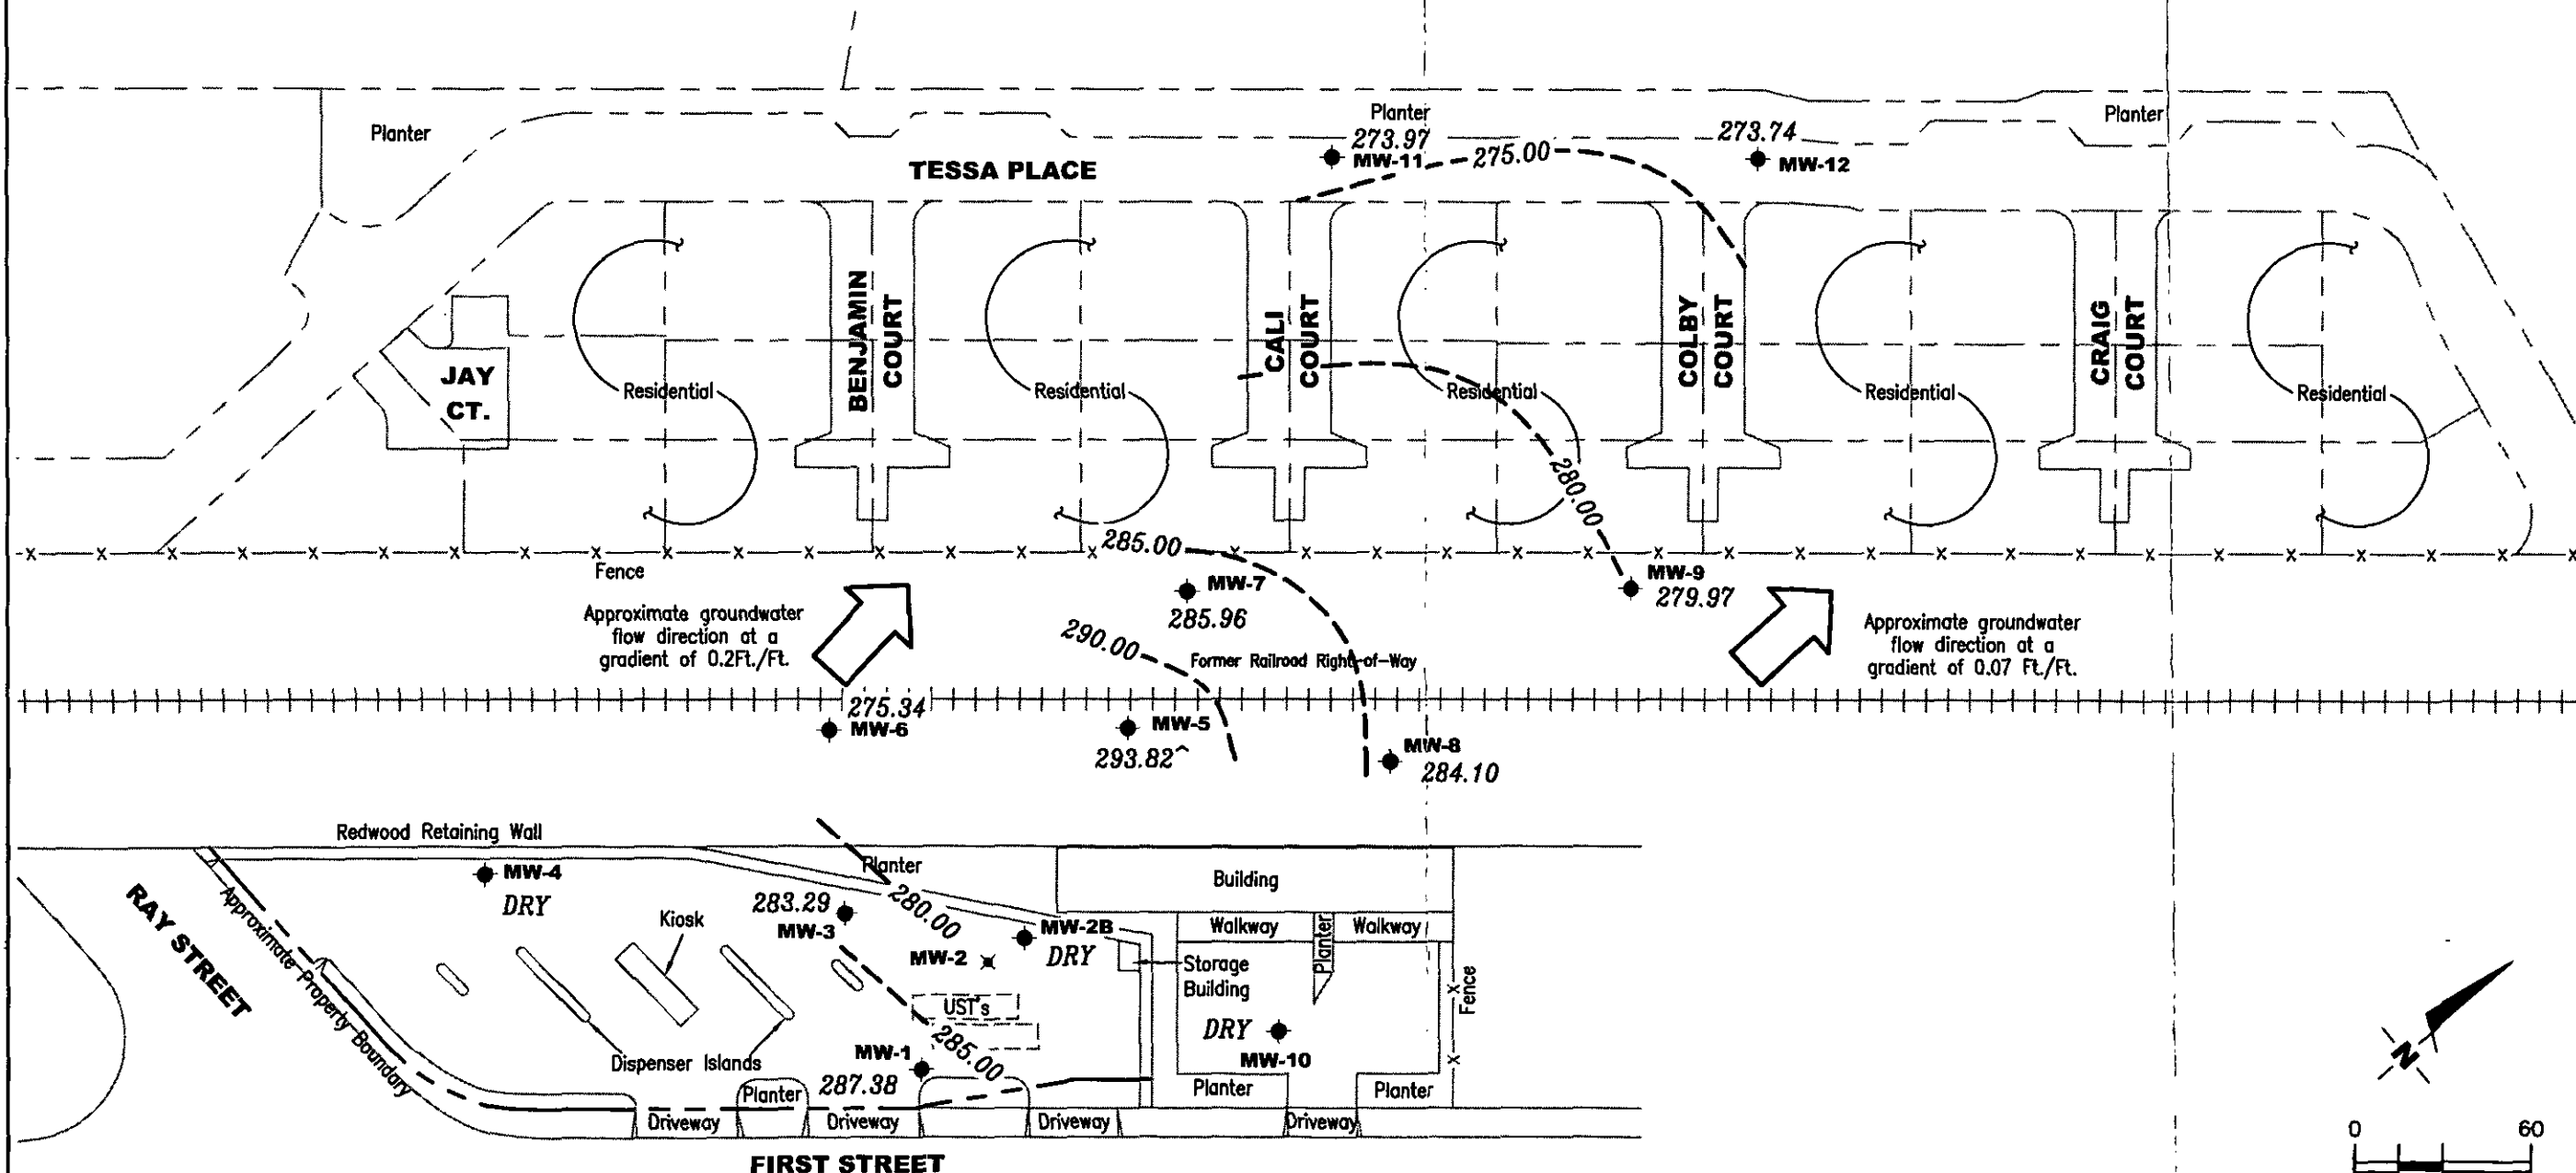 Planter
Planter
Planter
273.97
MW-11
275.00
273.74
MW-12
TESSA PLACE
BENJAMIN
COURT
CALI
COURT
COLBY
COURT
CRAIG
COURT
JAY
CT.
Residential
Residential
Residential
Residential
Residential
280.00
285.00
Fence
MW-7
285.96
MW-9
279.97
Approximate groundwater
flow direction at a
gradient of 0.2Ft./Ft.
290.00
Former Railroad Right-of-Way
Approximate groundwater
flow direction at a
gradient of 0.07 Ft./Ft.
275.34
MW-6
MW-5
293.82^
MW-8
284.10
Redwood Retaining Wall
Planter
Building
MW-4
DRY
RAY STREET
Approximate Property Boundary
283.29
MW-3
280.00
Kiosk
MW-2B
DRY
MW-2
Walkway
Planter
Walkway
Storage
Building
UST's
Fence
DRY
MW-10
Dispenser Islands
MW-1
287.38
285.00
Planter
Planter
Planter
Driveway
Driveway
Driveway
Driveway
FIRST STREET
N
0
60